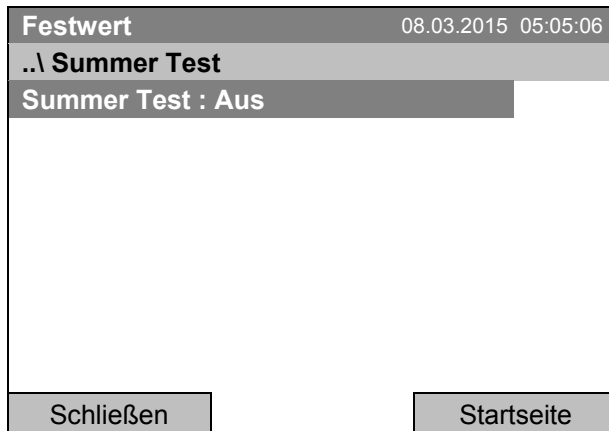 Festwert 08.03.2015 05:05:06
..\ Summer Test
Summer Test : Aus
Schließen Startseite